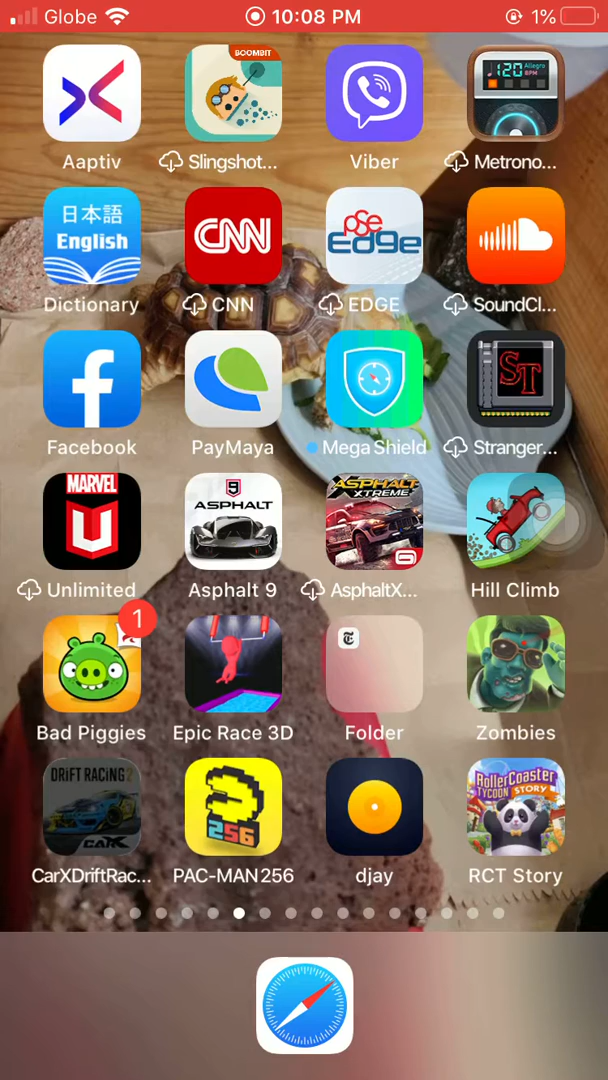 Globe 10:08 PM 1%
BOOMBIT
120 Allegro BPM
Aaptiv Slingshot... Viber Metrono...
日本語
English
CNN
pse
Edge
Dictionary CNN EDGE SoundCl...
ST
Facebook PayMaya Mega Shield Stranger...
MARVEL
U
9
ASPHALT
ASPHALT
XTREME
Unlimited Asphalt 9 AsphaltX... Hill Climb
1
Bad Piggies Epic Race 3D Folder Zombies
DRIFT RACING 2
CARX
256
RollerCoaster
TYCOON STORY
CarXDriftRac... PAC-MAN 256 djay RCT Story